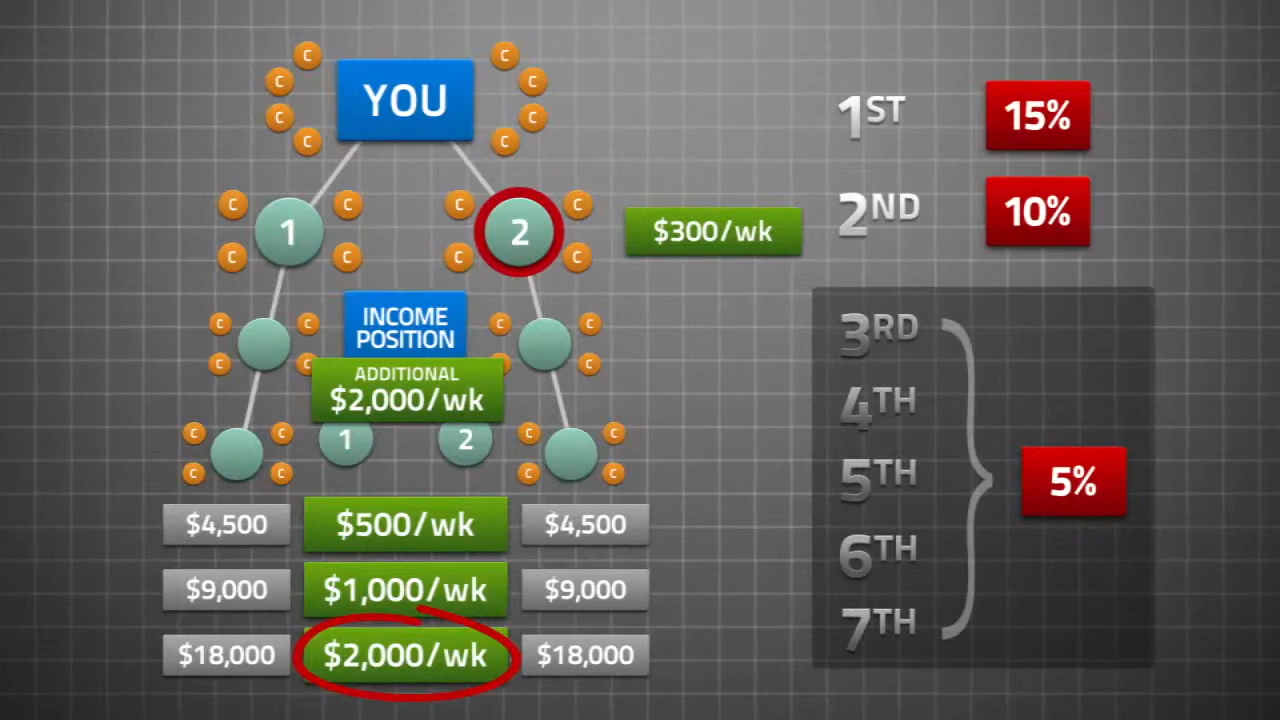 C C
YOU
C C
C C
C C
1ST 15%
C C C C
1 2
2ND 10%
$300/wk
C C C C
INCOME
POSITION
C C C C
3RD
C C C
ADDITIONAL
$2,000/wk
4TH
C C 1 2 C C
C C C C
5TH
5%
$4,500 $500/wk $4,500
6TH
$9,000 $1,000/wk $9,000
7TH
$18,000 $2,000/wk $18,000